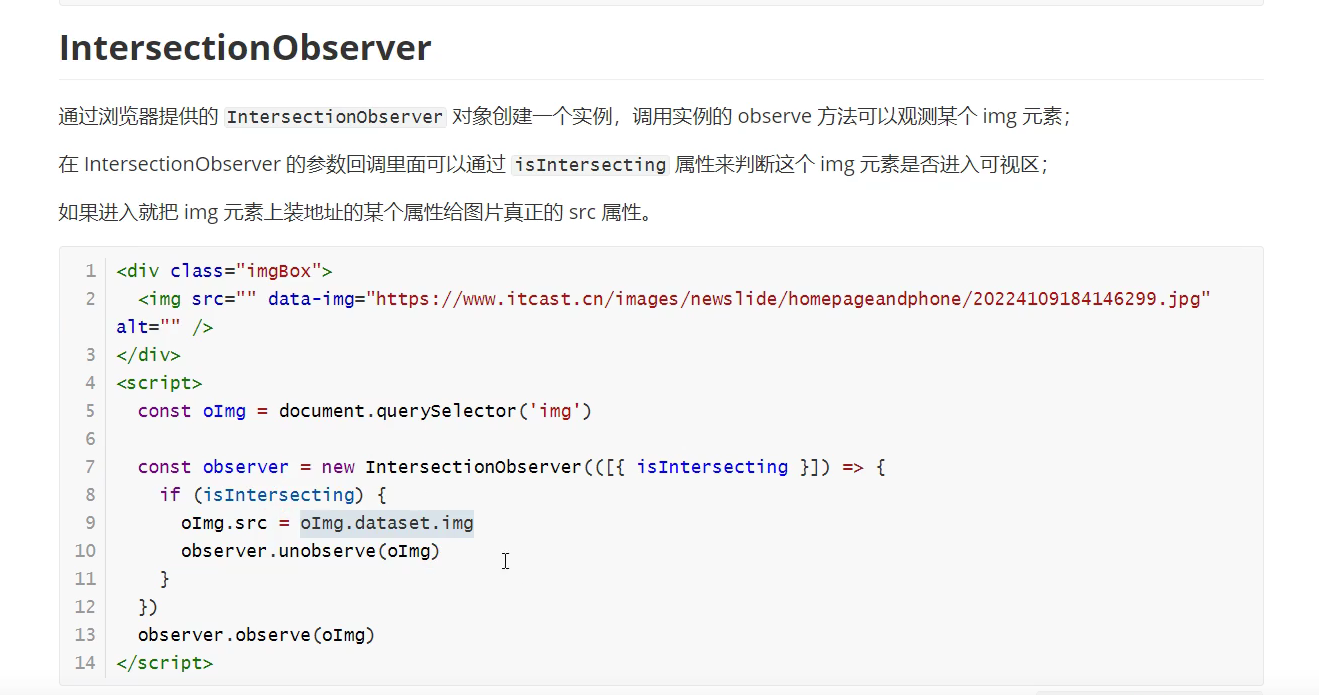 IntersectionObserver
通过浏览器提供的 IntersectionObserver 对象创建一个实例，调用实例的 observe 方法可以观测某个 img 元素；
在 IntersectionObserver 的参数回调里面可以通过 isIntersecting 属性来判断这个 img 元素是否进入可视区；
如果进入就把 img 元素上装地址的某个属性给图片真正的 src 属性。
1 <div class="imgBox">
2   <img src="" data-img="https://www.itcast.cn/images/newslide/homepageandphone/20224109184146299.jpg"
alt="" />
3 </div>
4 <script>
5   const oImg = document.querySelector('img')
6
7   const observer = new IntersectionObserver(([{ isIntersecting }]) => {
8     if (isIntersecting) {
9       oImg.src = oImg.dataset.img
10       observer.unobserve(oImg)
11     }
12   })
13   observer.observe(oImg)
14 </script>